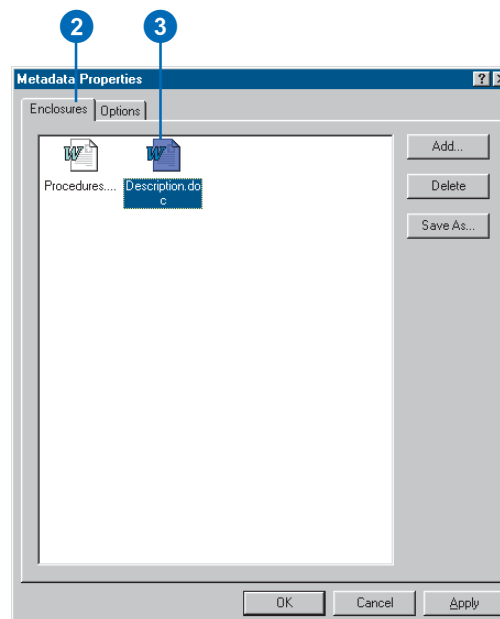 2 3
Metadata Properties
Enclosures Options
Procedures....
Description.do
c
Add...
Delete
Save As...
OK Cancel Apply